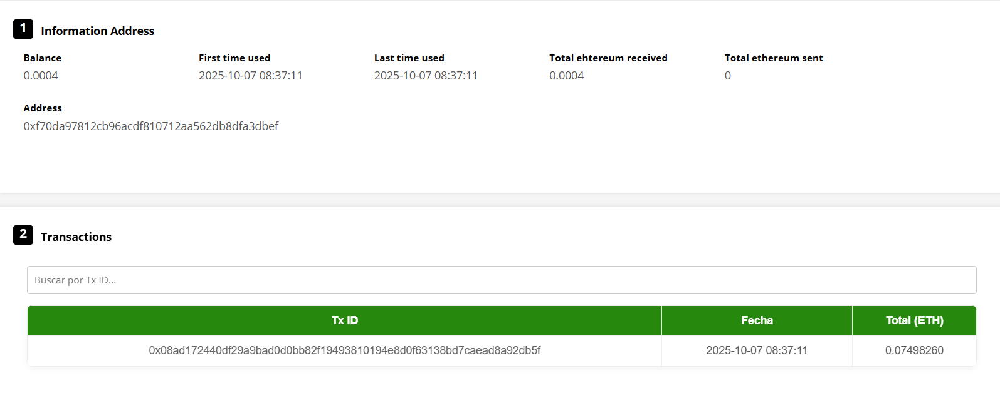 1 Information Address
Balance First time used Last time used Total ehtereum received Total ethereum sent
0.0004 2025-10-07 08:37:11 2025-10-07 08:37:11 0.0004 0
Address
0xf70da97812cb96acdf810712aa562db8dfa3dbef
2 Transactions
Buscar por Tx ID...
Tx ID Fecha Total (ETH)
0x08ad172440df29a9bad0d0bb82f19493810194e8d0f63138bd7caead8a92db5f 2025-10-07 08:37:11 0.07498260